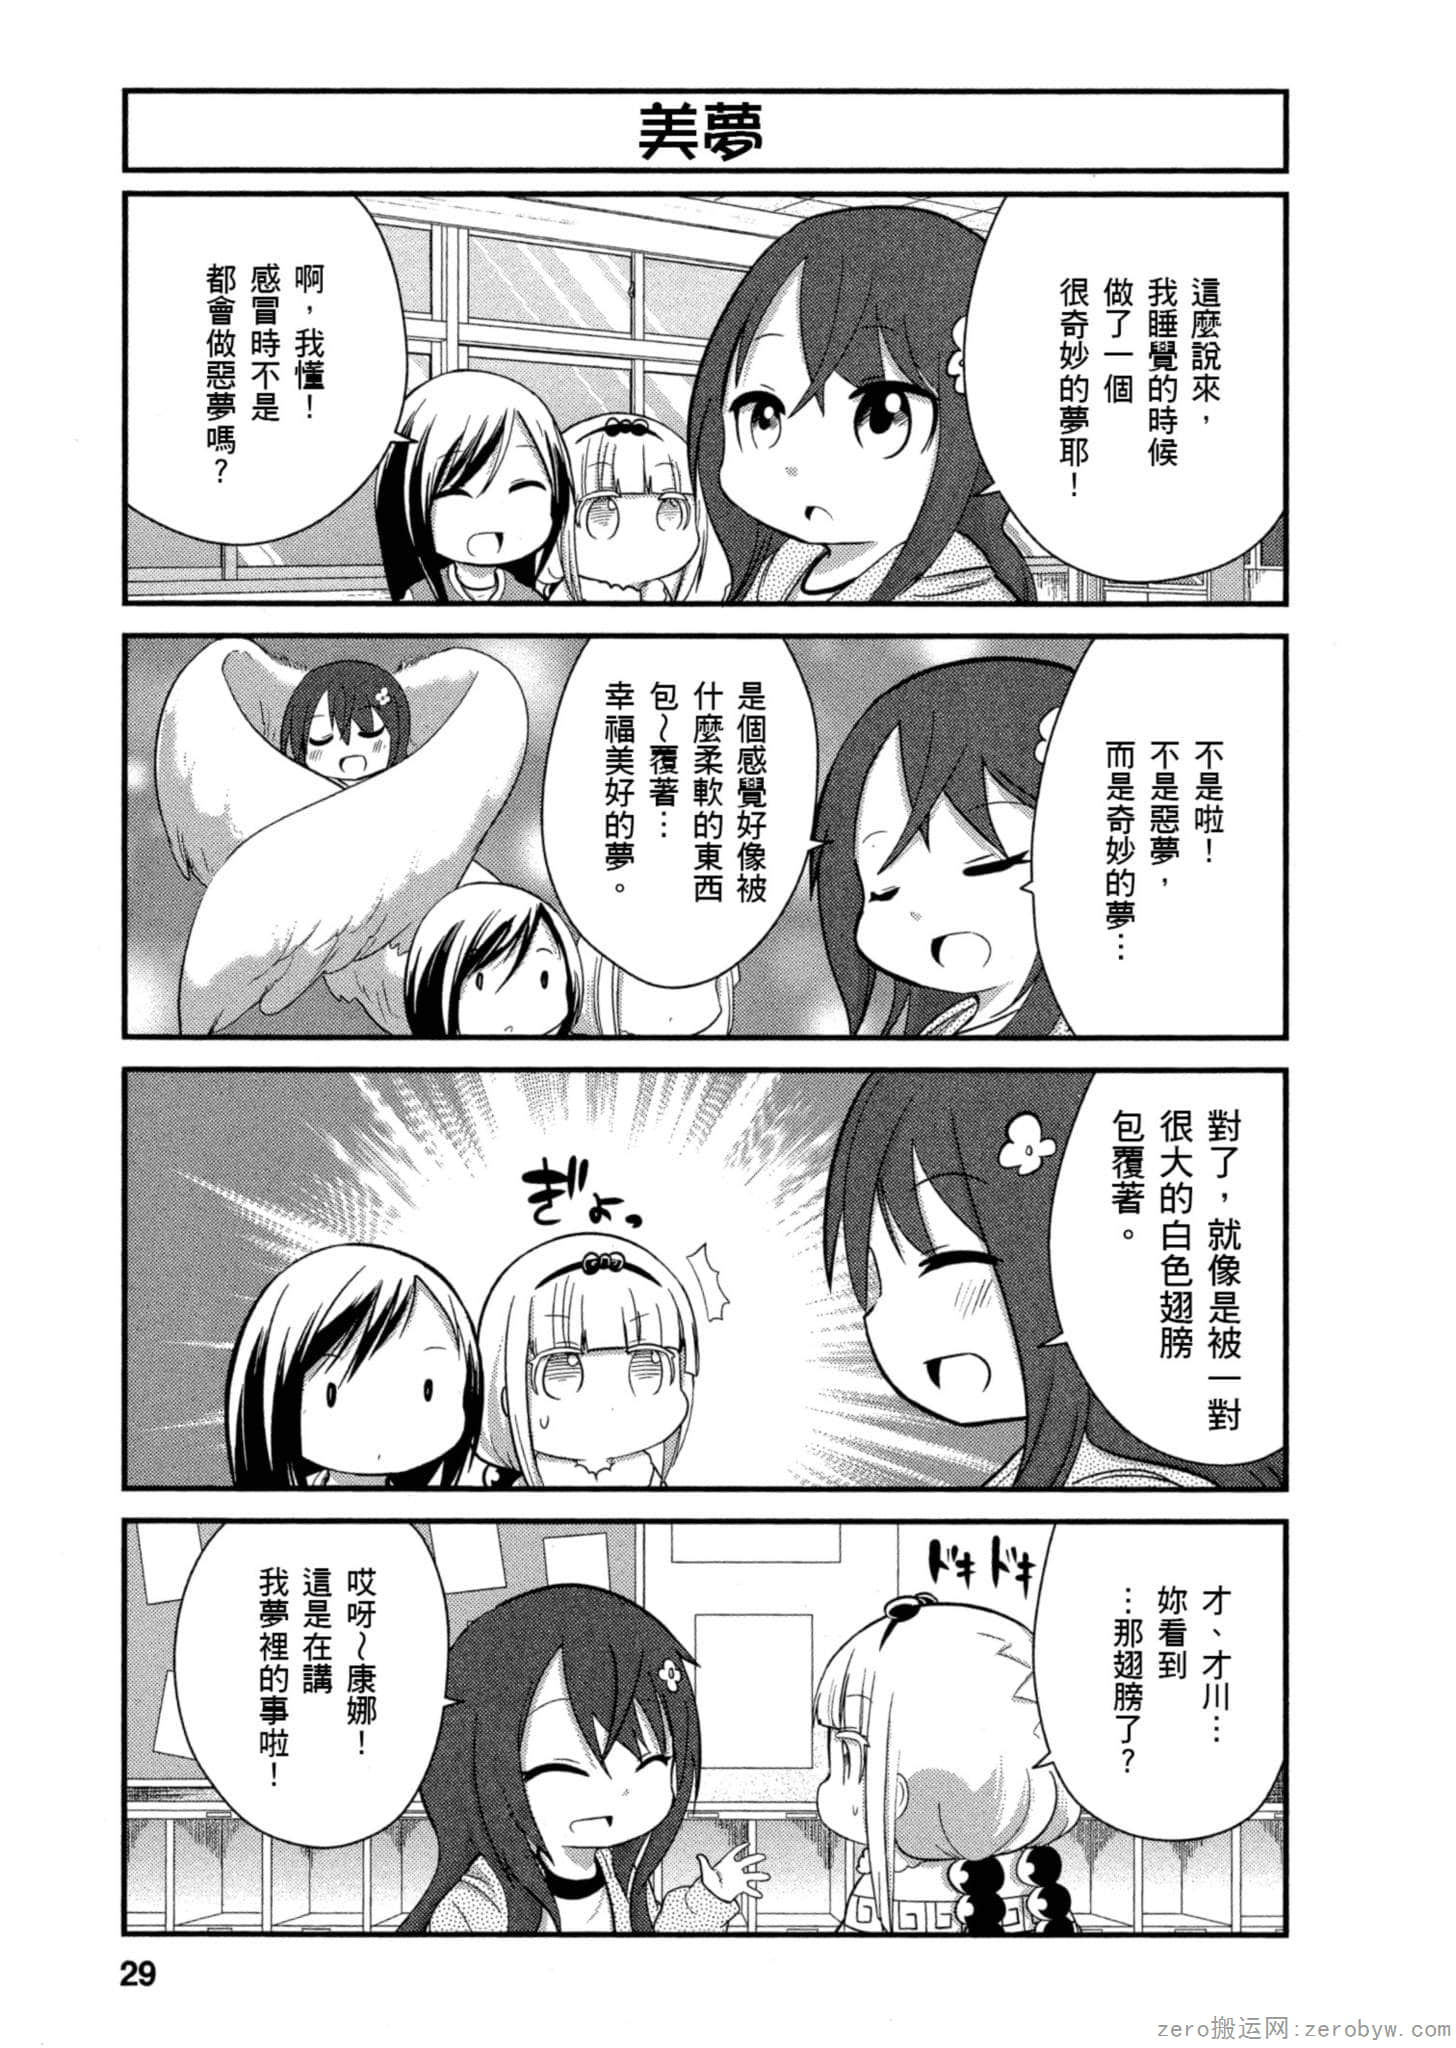 美夢
這麼說來，
我睡覺的時候
做了一個
很奇妙的夢耶！
啊，我懂！
感冒時不是
都會做惡夢嗎？
不是啦！
不是惡夢，
而是奇妙的夢…
是個感覺好像被
什麼柔軟的東西
包～覆著…
幸福美好的夢。
對了，就像是被一對
很大的白色翅膀
包覆著。
ぎょっ
才、才川…
妳看到
…那翅膀了？
ドキドキ
哎呀～康娜！
這是在講
我夢裡的事啦！
29
zero搬运网:zerobyw.com